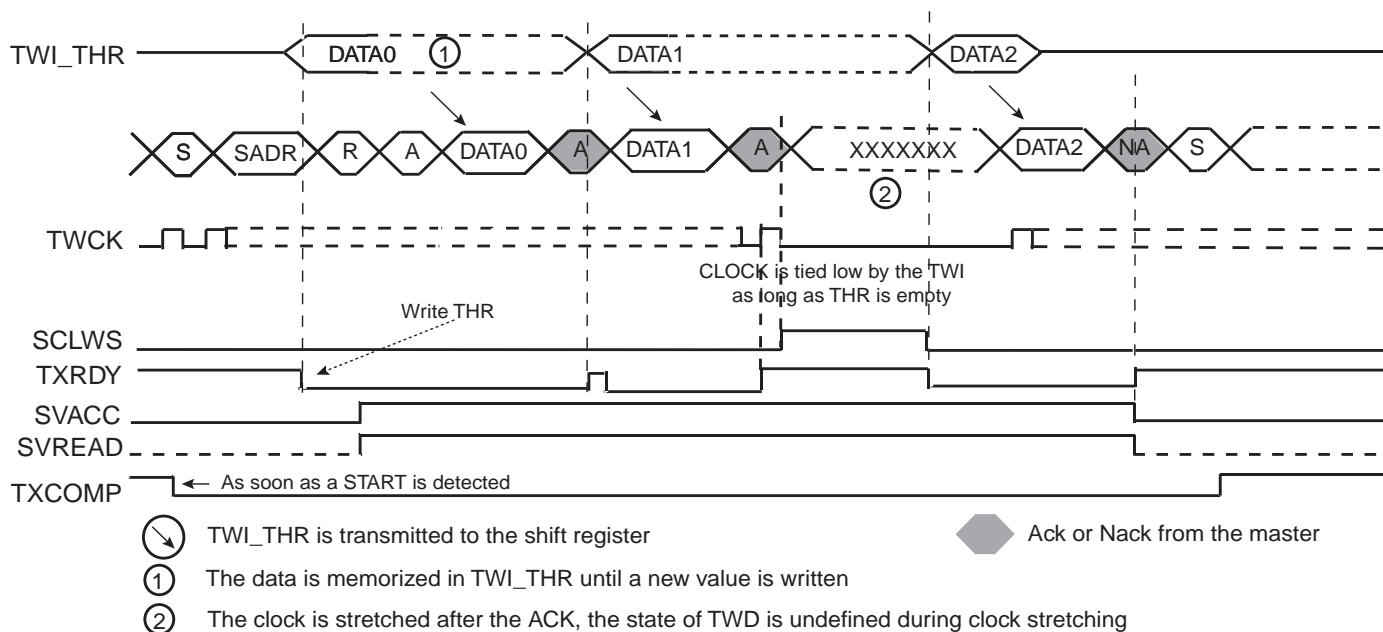 TWI_THR DATA0 1 DATA1 DATA2
S SADR R A DATA0 A DATA1 A XXXXXXX DATA2 NA S
2
TWCK
CLOCK is tied low by the TWI
as long as THR is empty
Write THR
SCLWS
TXRDY
SVACC
SVREAD
TXCOMP As soon as a START is detected
TWI_THR is transmitted to the shift register Ack or Nack from the master
1 The data is memorized in TWI_THR until a new value is written
2 The clock is stretched after the ACK, the state of TWD is undefined during clock stretching